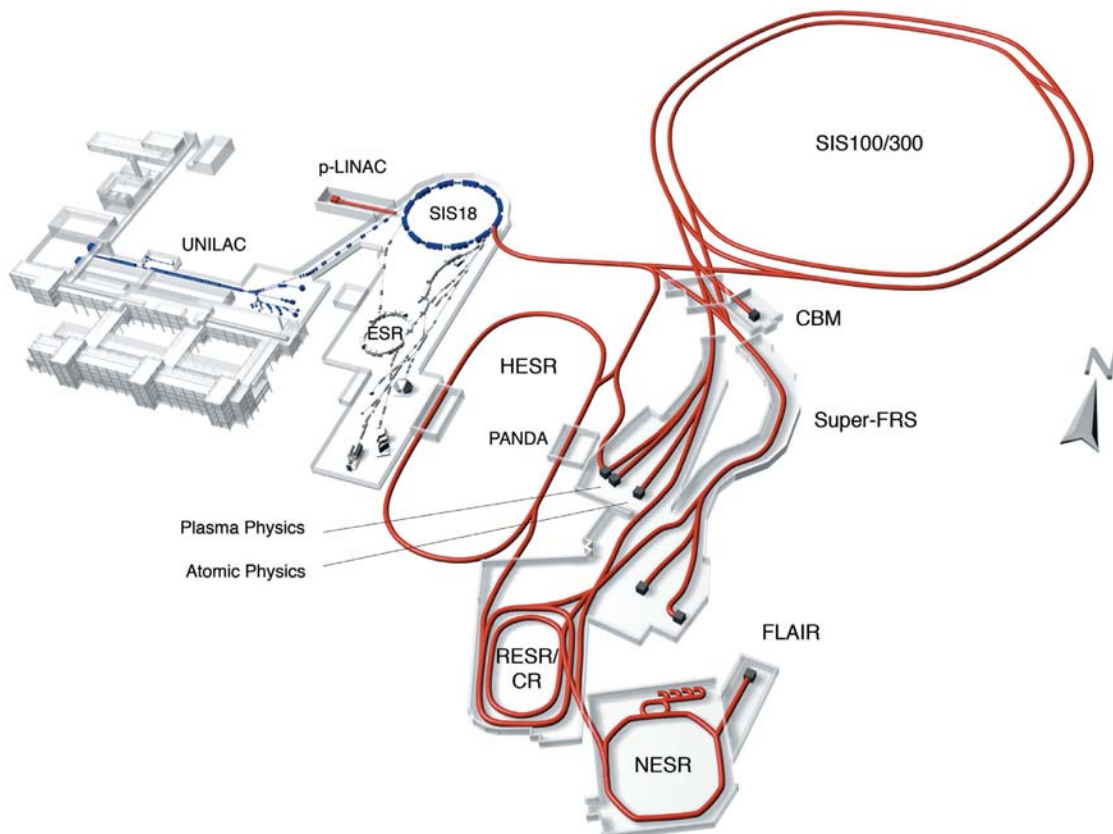 SIS100/300
p-LINAC
SIS18
UNILAC
ESR
CBM
HESR
N
Super-FRS
PANDA
Plasma Physics
Atomic Physics
FLAIR
RESR/
CR
NESR